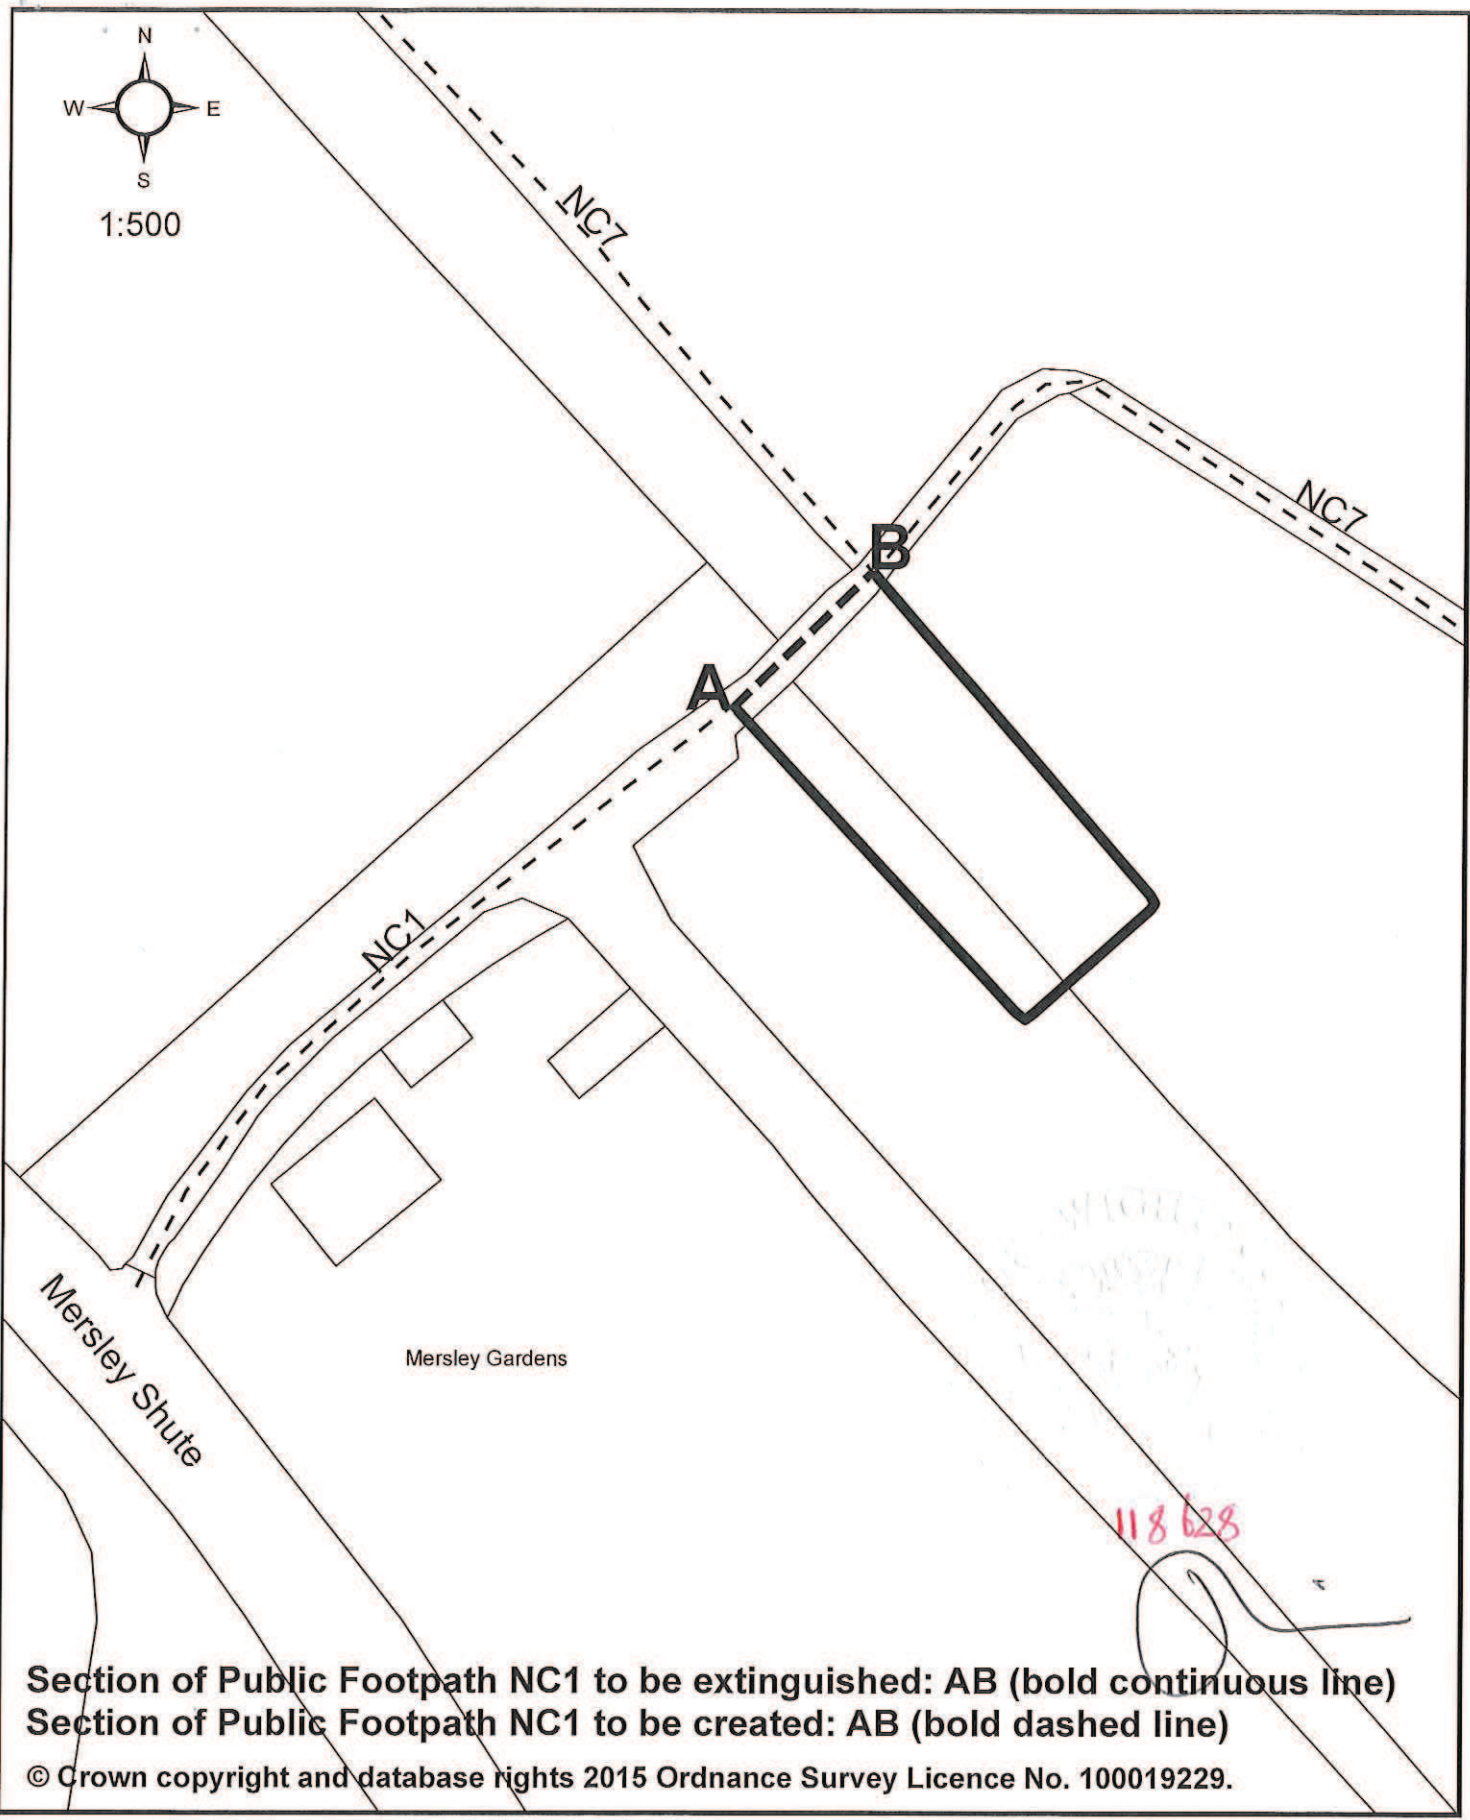 N
W E
S
1:500
NC7
NC7
B
A
NC1
Mersley Shute
Mersley Gardens
WIGHT
118628
Section of Public Footpath NC1 to be extinguished: AB (bold continuous line)
Section of Public Footpath NC1 to be created: AB (bold dashed line)
© Crown copyright and database rights 2015 Ordnance Survey Licence No. 100019229.